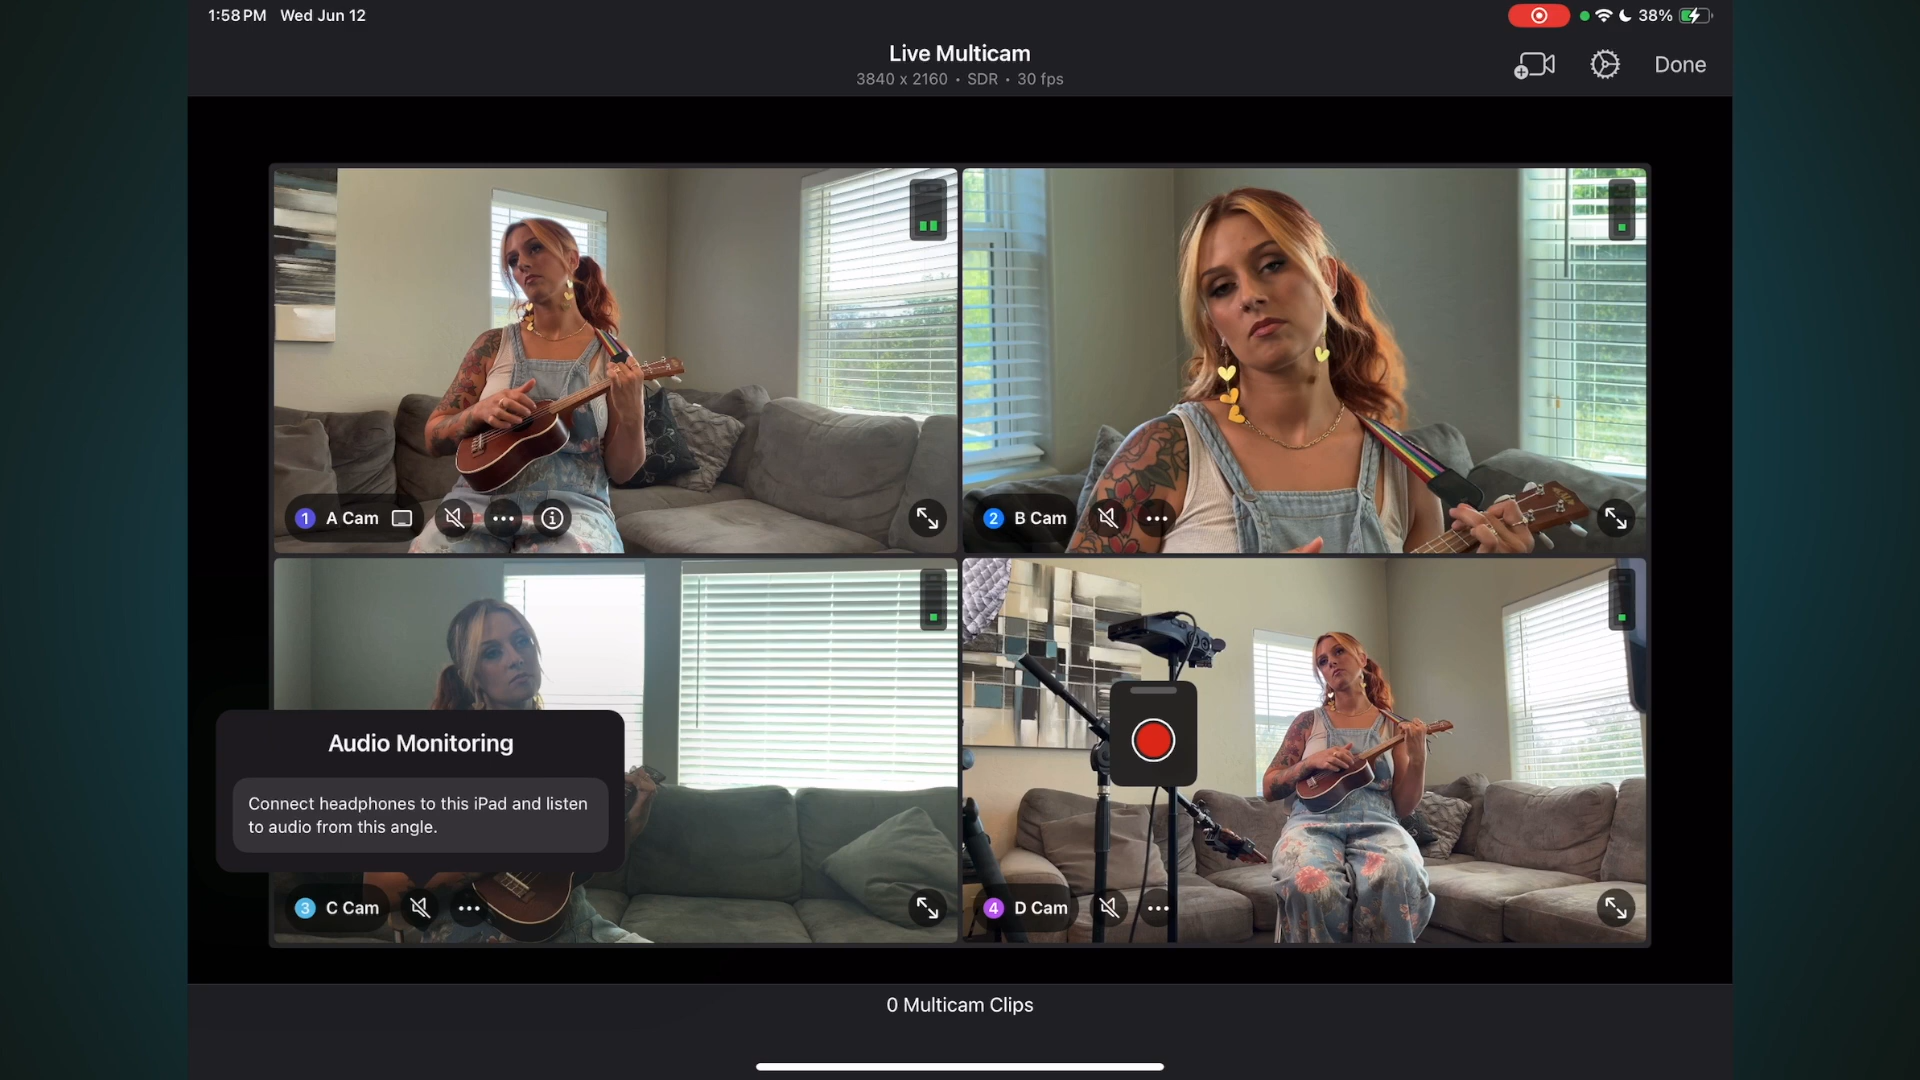 1:58 PM Wed Jun 12
38%
Live Multicam
3840 x 2160 • SDR • 30 fps
Done
1 A Cam
2 B Cam
Audio Monitoring
Connect headphones to this iPad and listen
to audio from this angle.
3 C Cam
4 D Cam
0 Multicam Clips